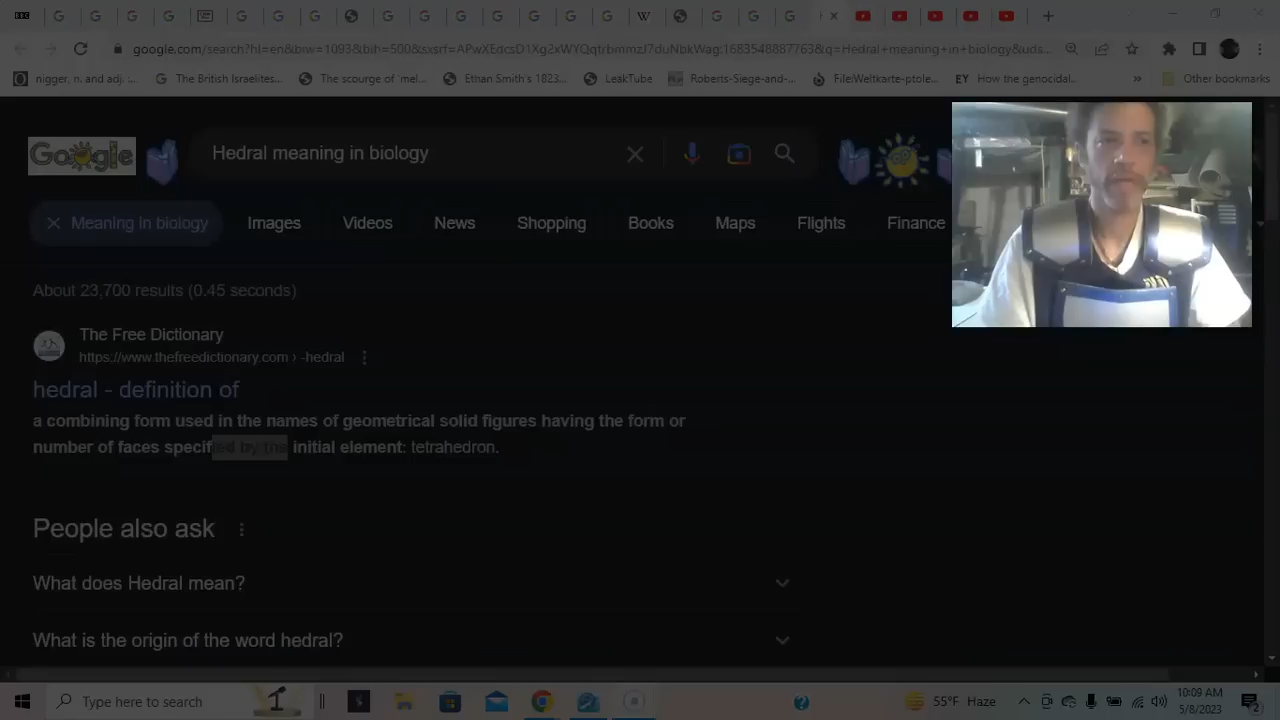 BBC
W
google.com/search?hl=en&biw=1093&bih=500&sxsrf=APwXEdcsD1Xg2xWYQqtrbmmzJ7duNbkWag:1683548887763&q=Hedral+meaning+in+biology&uds...
nigger, n. and adj. :... The British Israelites... The scourge of 'mel... Ethan Smith's 1823... LeakTube Roberts-Siege-and-... File:Weltkarte-ptole... EY How the genocidal... » Other bookmarks
Google Hedral meaning in biology
Meaning in biology Images Videos News Shopping Books Maps Flights Finance
About 23,700 results (0.45 seconds)
The Free Dictionary
https://www.thefreedictionary.com › -hedral
hedral - definition of
a combining form used in the names of geometrical solid figures having the form or
number of faces specified by the initial element: tetrahedron.
People also ask
What does Hedral mean?
What is the origin of the word hedral?
Type here to search 55°F Haze 10:09 AM
5/8/2023 2